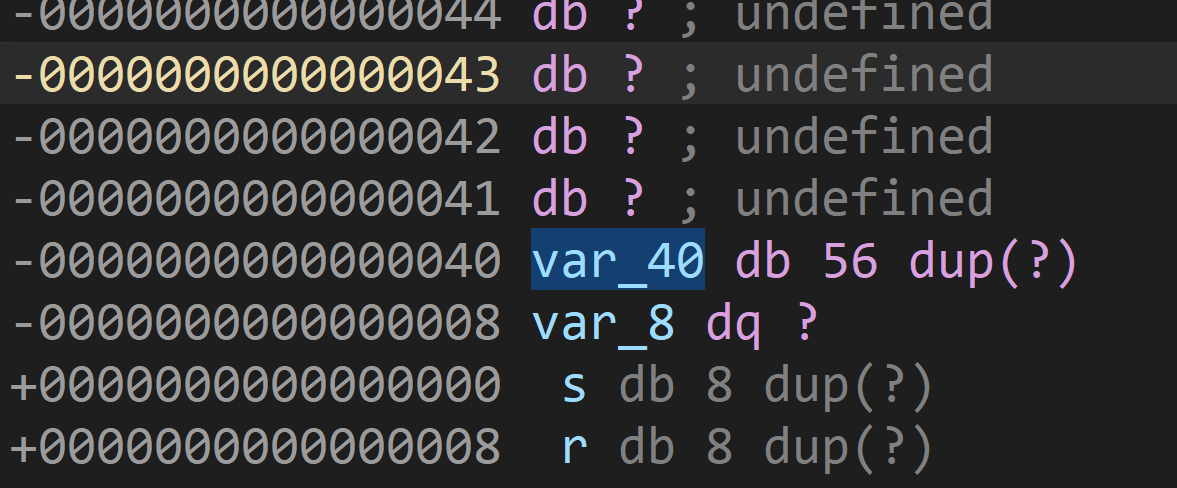 -0000000000000044 db ? ; undefined
-0000000000000043 db ? ; undefined
-0000000000000042 db ? ; undefined
-0000000000000041 db ? ; undefined
-0000000000000040 var_40 db 56 dup(?)
-0000000000000008 var_8 dq ?
+0000000000000000  s db 8 dup(?)
+0000000000000008  r db 8 dup(?)